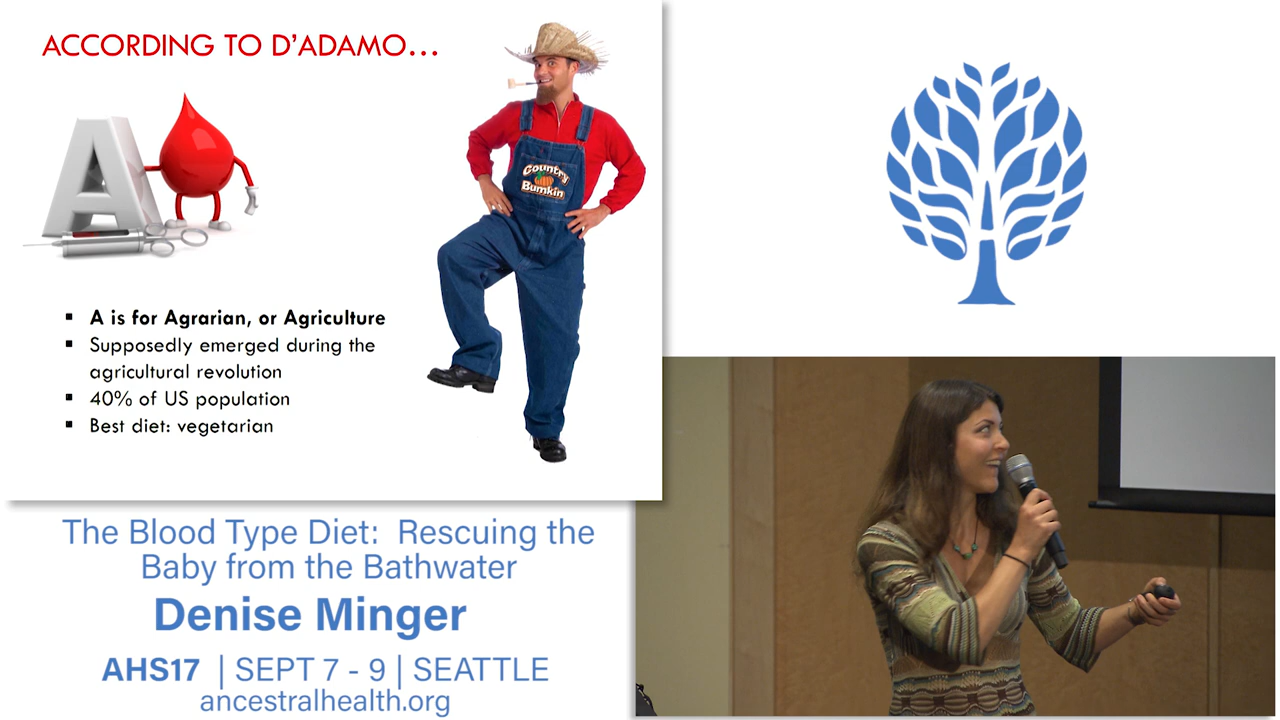 ACCORDING TO D'ADAMO...
A
Country
Bumkin
▪ A is for Agrarian, or Agriculture
▪ Supposedly emerged during the
agricultural revolution
▪ 40% of US population
▪ Best diet: vegetarian
The Blood Type Diet: Rescuing the
Baby from the Bathwater
Denise Minger
AHS17 | SEPT 7 - 9 | SEATTLE
ancestralhealth.org